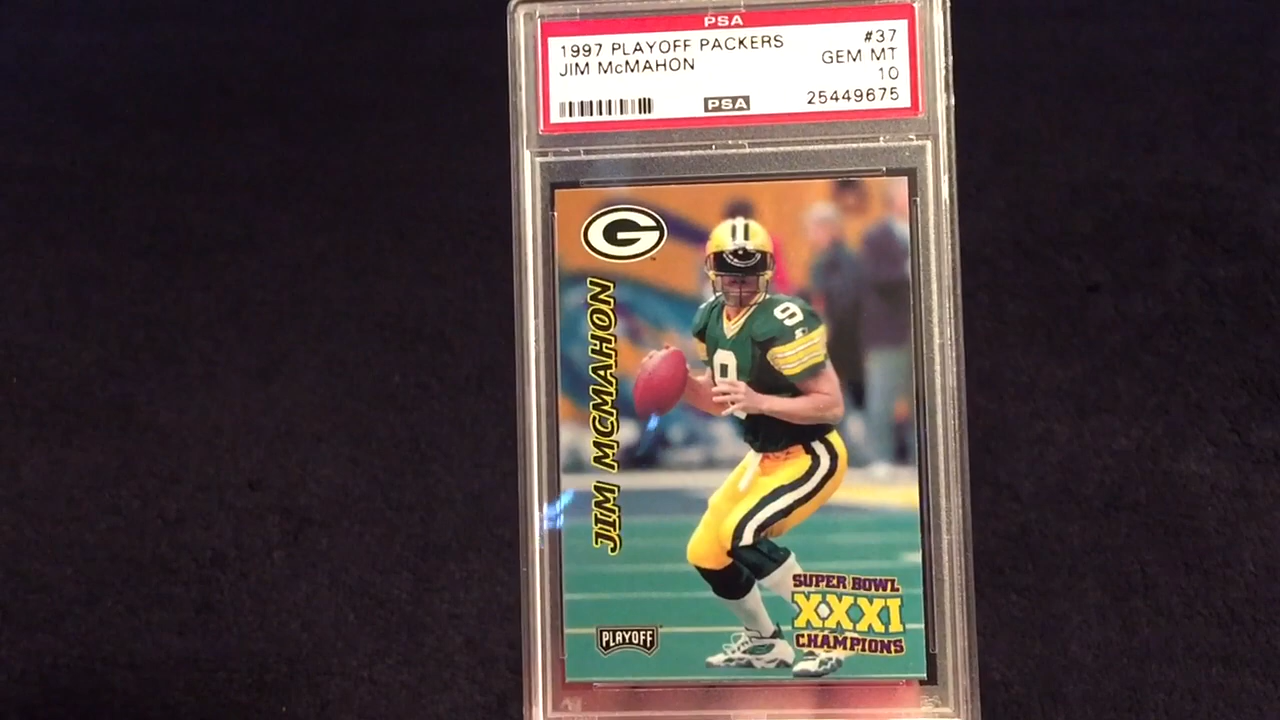 PSA
1997 PLAYOFF PACKERS #37
JIM McMAHON GEM MT
10
PSA 25449675
G
JIM MCMAHON
9
9
SUPER BOWL
XXXI
CHAMPIONS
PLAYOFF